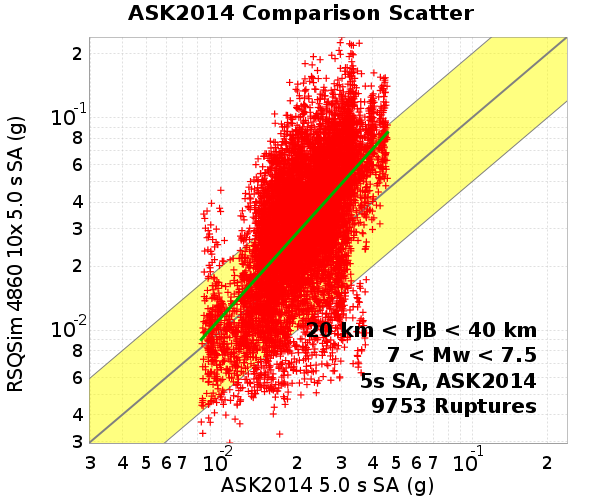 ASK2014 Comparison Scatter
RSQSim 4860 10x 5.0 s SA (g)
2
10-1
8
6
4
3
2
10-2
8
6
4
3
20 km < rJB < 40 km
7 < Mw < 7.5
5s SA, ASK2014
9753 Ruptures
3 4 5 6 7 10-2 2 3 4 5 6 7 10-1 2
ASK2014 5.0 s SA (g)